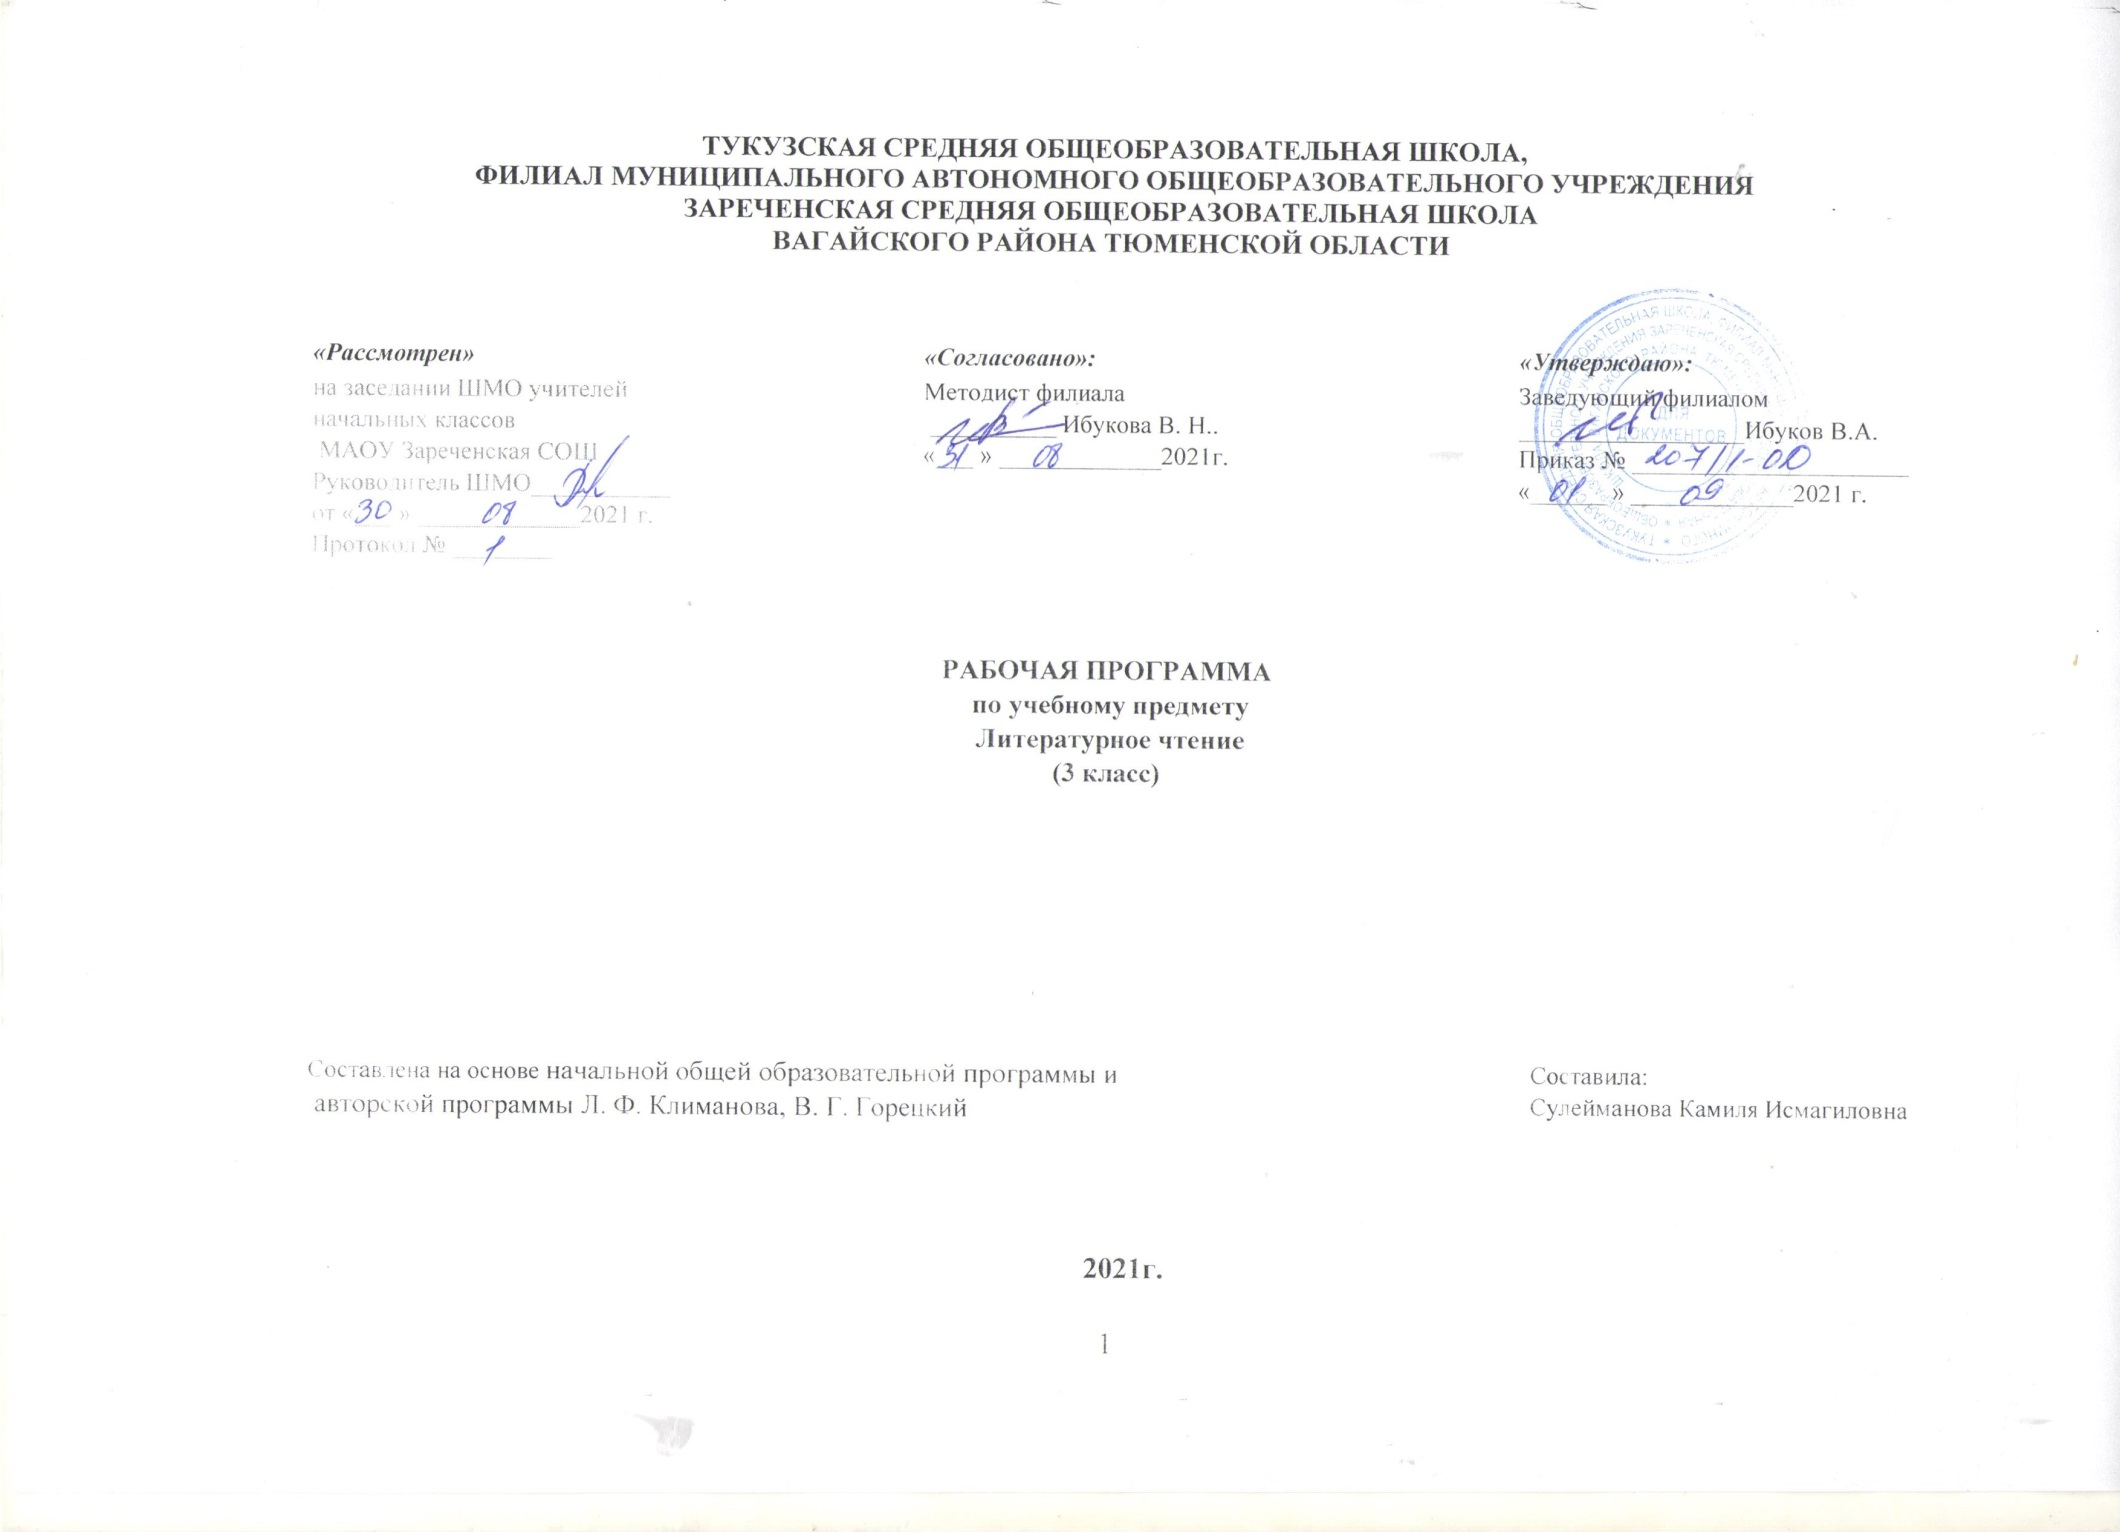 ТУКУЗСКАЯ СРЕДНЯЯ ОБЩЕОБРАЗОВАТЕЛЬНАЯ ШКОЛА,
ФИЛИАЛ МУНИЦИПАЛЬНОГО АВТОНОМНОГО ОБЩЕОБРАЗОВАТЕЛЬНОГО УЧРЕЖДЕНИЯ
ЗАРЕЧЕНСКАЯ СРЕДНЯЯ ОБЩЕОБРАЗОВАТЕЛЬНАЯ ШКОЛА
ВАГАЙСКОГО РАЙОНА ТЮМЕНСКОЙ ОБЛАСТИ
«Рассмотрен»
на заседании ШМО учителей
начальных классов
МАОУ Зареченская СОШ
Руководитель ШМО
от «30» 08 2021 г.
Протокол № 1
«Согласовано»:
Методист филиала
Ибукова В. Н..
«31» 08 2021г.
«Утверждаю»:
Заведующий филиалом
Ибуков В.А.
Приказ № 207/1-ОД
«01» 09 2021 г.
ДЛЯ
ДОКУМЕНТОВ
РАБОЧАЯ ПРОГРАММА
по учебному предмету
Литературное чтение
(3 класс)
Составлена на основе начальной общей образовательной программы и
авторской программы Л. Ф. Климанова, В. Г. Горецкий
Составила:
Сулейманова Камиля Исмагиловна
2021г.
1